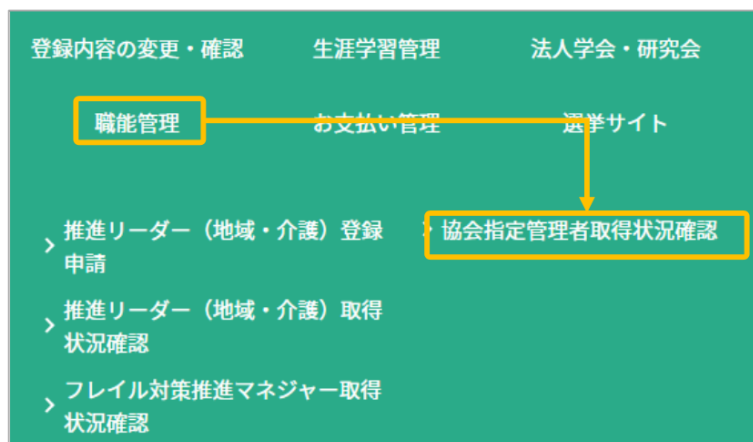 登録内容の変更・確認 生涯学習管理 法人学会・研究会
職能管理 お支払い管理 選挙サイト
推進リーダー（地域・介護）登録 協会指定管理者取得状況確認
申請
推進リーダー（地域・介護）取得
状況確認
フレイル対策推進マネジャー取得
状況確認